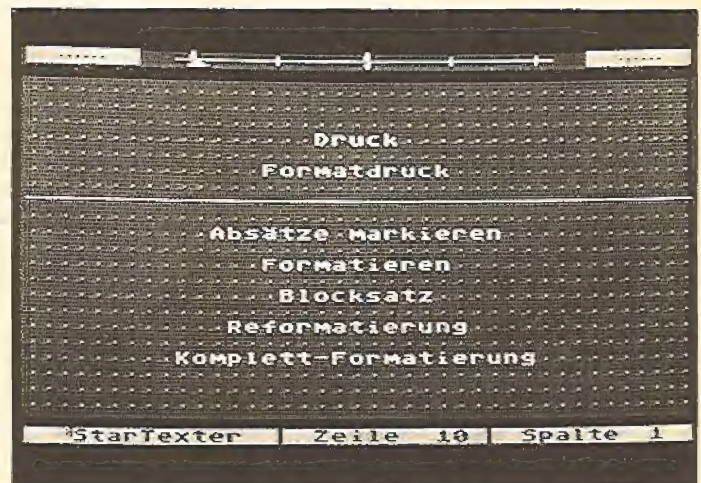 Druck
Formatdruck
Absätze markieren
Formatieren
Blocksatz
Reformatierung
Komplett-Formatierung
*StarTexter | Zeile 10 | Spalte 1